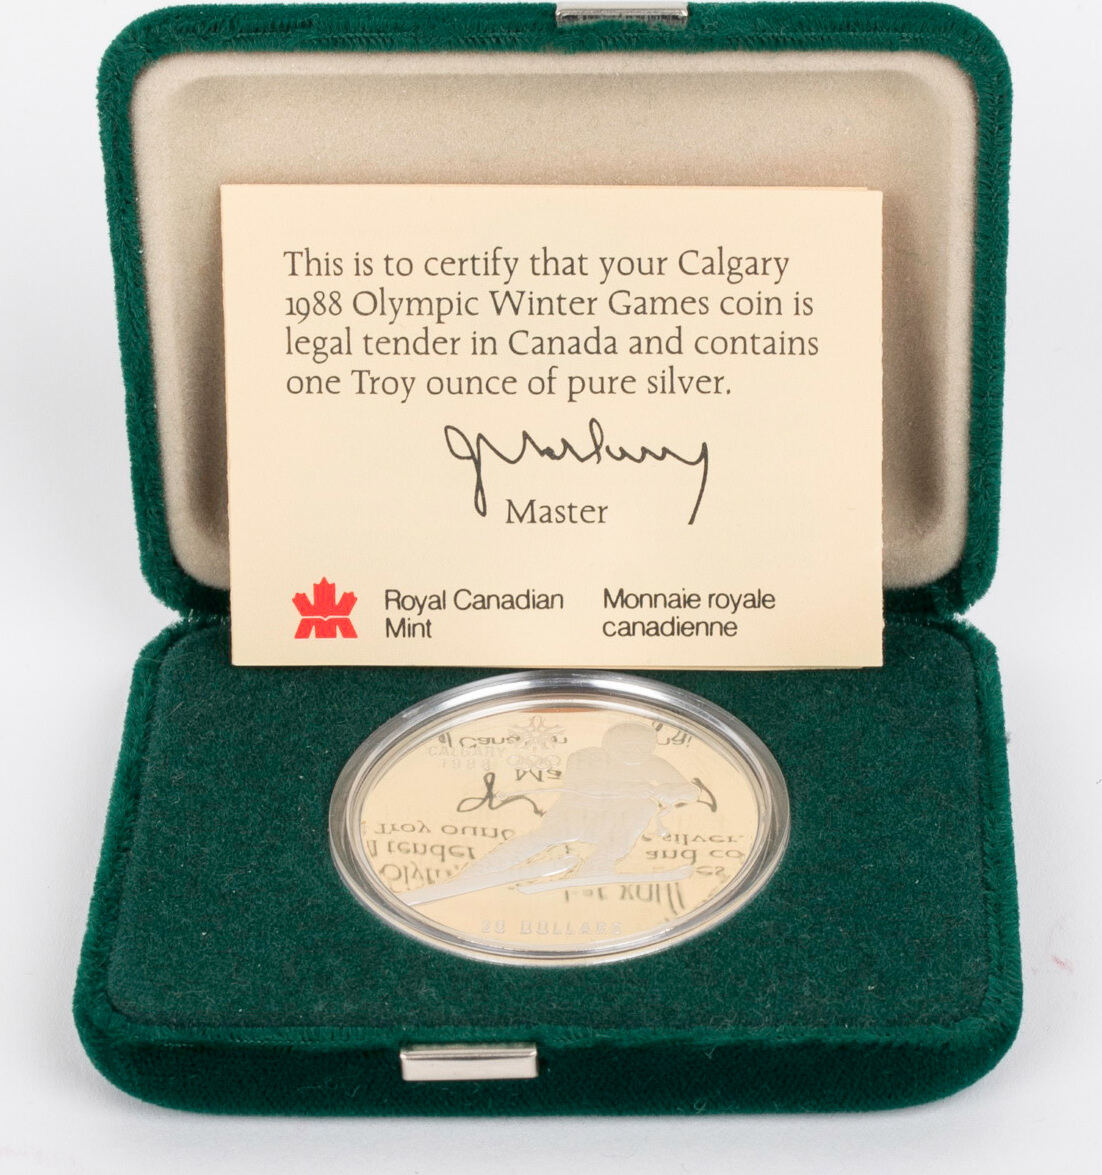 This is to certify that your Calgary
1988 Olympic Winter Games coin is
legal tender in Canada and contains
one Troy ounce of pure silver.
Master
Royal Canadian
Mint
Monnaie royale
canadienne
CALGARY
1988
20 DOLLARS